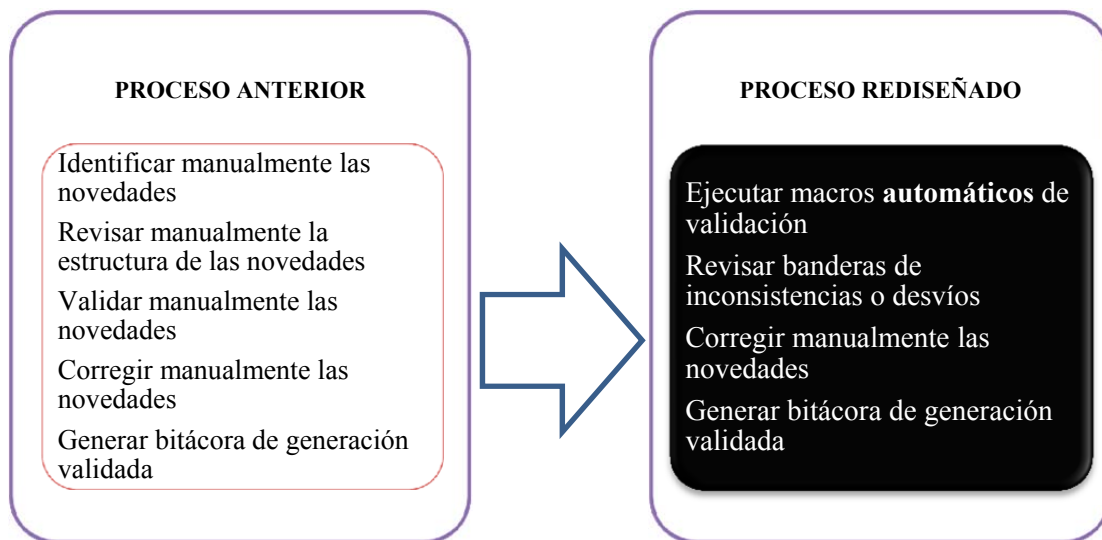 PROCESO ANTERIOR
Identificar manualmente las
novedades
Revisar manualmente la
estructura de las novedades
Validar manualmente las
novedades
Corregir manualmente las
novedades
Generar bitácora de generación
validada
PROCESO REDISEÑADO
Ejecutar macros automáticos de
validación
Revisar banderas de
inconsistencias o desvíos
Corregir manualmente las
novedades
Generar bitácora de generación
validada